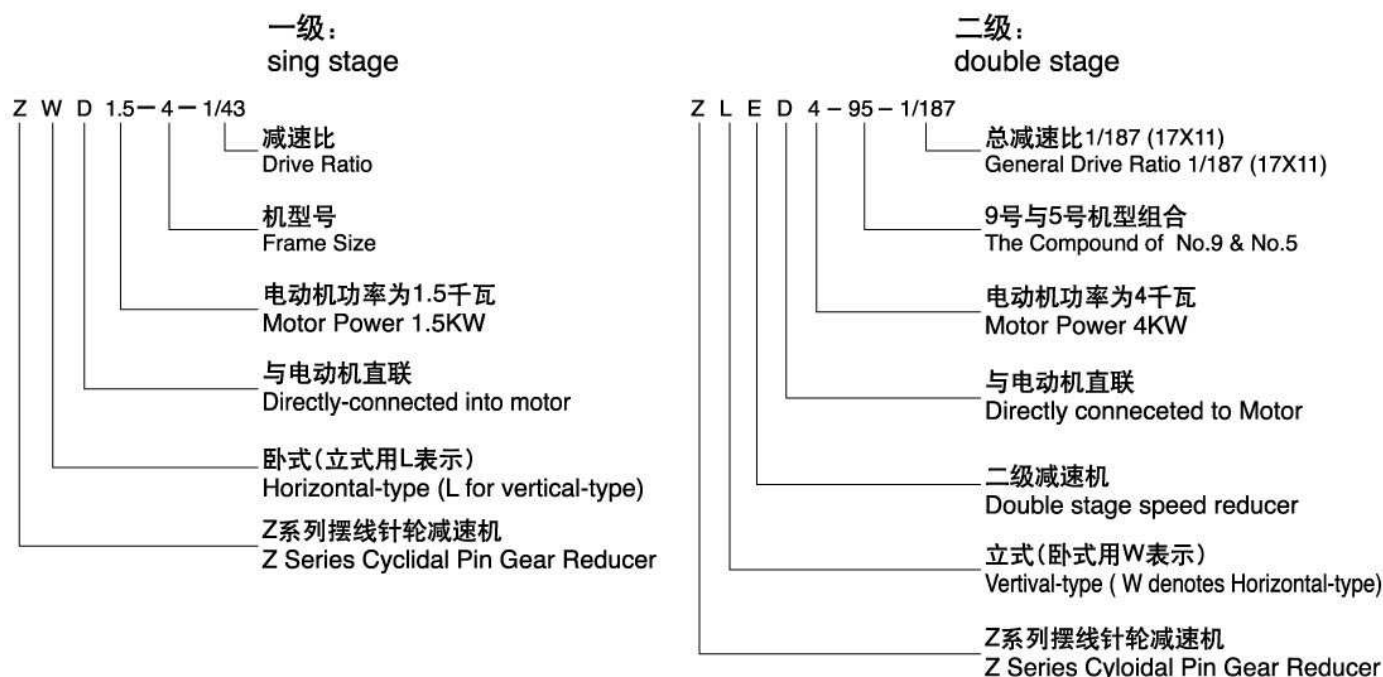 一级：
sing stage
Z W D 1.5－4－1/43
减速比
Drive Ratio
机型号
Frame Size
电动机功率为1.5千瓦
Motor Power 1.5KW
与电动机直联
Directly-connected into motor
卧式(立式用L表示)
Horizontal-type (L for vertical-type)
Z系列摆线针轮减速机
Z Series Cyclidal Pin Gear Reducer
二级：
double stage
Z L E D 4－95－1/187
总减速比1/187 (17X11)
General Drive Ratio 1/187 (17X11)
9号与5号机型组合
The Compound of No.9 & No.5
电动机功率为4千瓦
Motor Power 4KW
与电动机直联
Directly conneceted to Motor
二级减速机
Double stage speed reducer
立式(卧式用W表示)
Vertival-type ( W denotes Horizontal-type)
Z系列摆线针轮减速机
Z Series Cyloidal Pin Gear Reducer